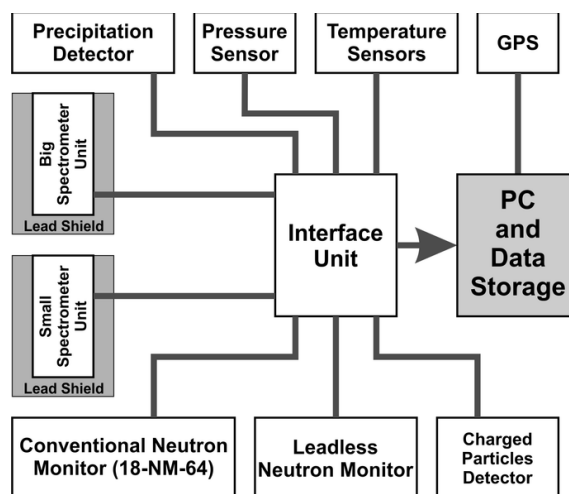 Precipitation
Detector
Pressure
Sensor
Temperature
Sensors
GPS
Big
Spectrometer
Unit
Lead Shield
Interface
Unit
PC
and
Data
Storage
Small
Spectrometer
Unit
Lead Shield
Conventional Neutron
Monitor (18-NM-64)
Leadless
Neutron Monitor
Charged
Particles
Detector